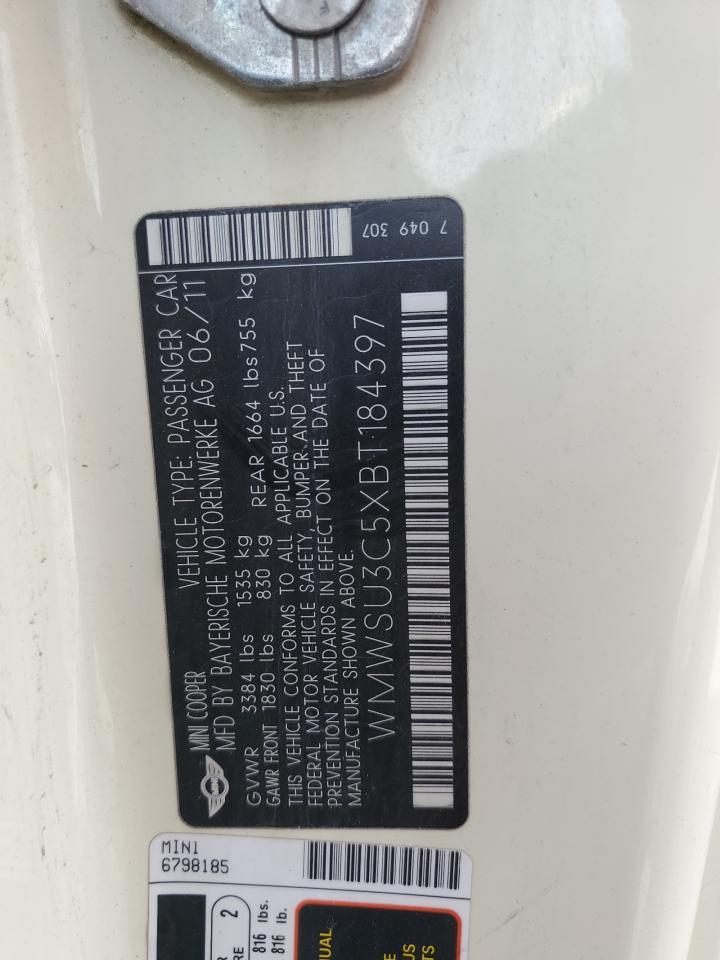 MINI COOPER VEHICLE TYPE: PASSENGER CAR
MFD BY BAYERISCHE MOTORENWERKE AG 06/11
GVWR 3384 lbs 1535 kg
GAWR FRONT 1830 lbs 830 kg REAR 1664 lbs 755 kg
THIS VEHICLE CONFORMS TO ALL APPLICABLE U.S.
FEDERAL MOTOR VEHICLE SAFETY, BUMPER AND THEFT
PREVENTION STANDARDS IN EFFECT ON THE DATE OF
MANUFACTURE SHOWN ABOVE.
WMWSU3C5XBT184397
7 049 307
MINI
MINI
6798185
2
816 lbs.
816 lb.